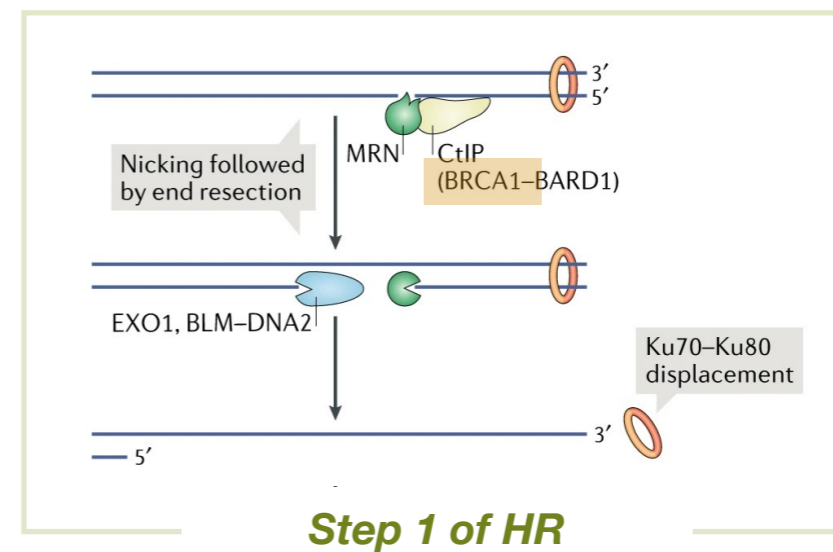 3′
5′
MRN
CtIP
(BRCA1–BARD1)
Nicking followed
by end resection
EXO1, BLM–DNA2
Ku70–Ku80
displacement
3′
5′
Step 1 of HR